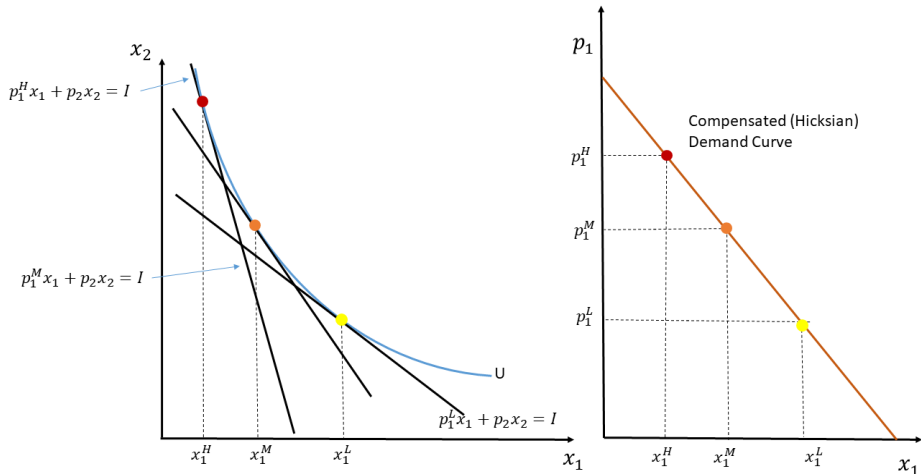 x₂
p₁ᴴx₁ + p₂x₂ = I
p₁ᴹx₁ + p₂x₂ = I
U
p₁ᴸx₁ + p₂x₂ = I
x₁ᴴ x₁ᴹ x₁ᴸ x₁
p₁
Compensated (Hicksian)
Demand Curve
p₁ᴴ
p₁ᴹ
p₁ᴸ
x₁ᴴ x₁ᴹ x₁ᴸ x₁